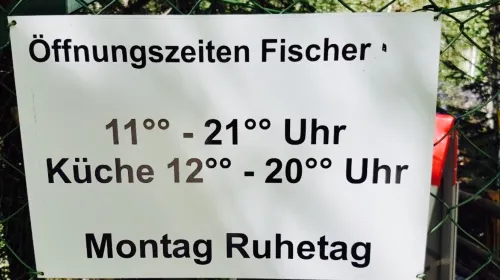 Öffnungszeiten Fischer
11°° - 21°° Uhr
Küche 12°° - 20°° Uhr
Montag Ruhetag